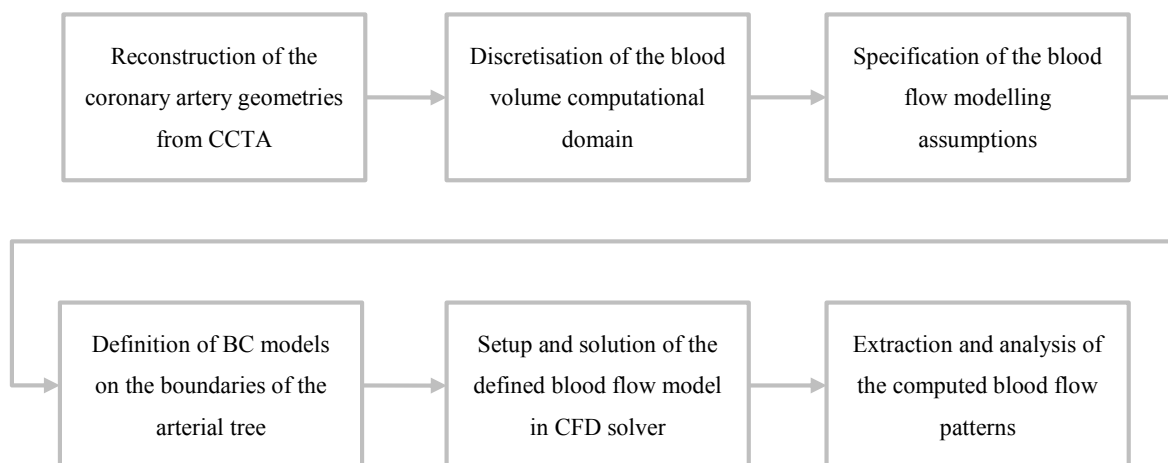 Reconstruction of the
coronary artery geometries
from CCTA
Discretisation of the blood
volume computational
domain
Specification of the blood
flow modelling
assumptions
Definition of BC models
on the boundaries of the
arterial tree
Setup and solution of the
defined blood flow model
in CFD solver
Extraction and analysis of
the computed blood flow
patterns